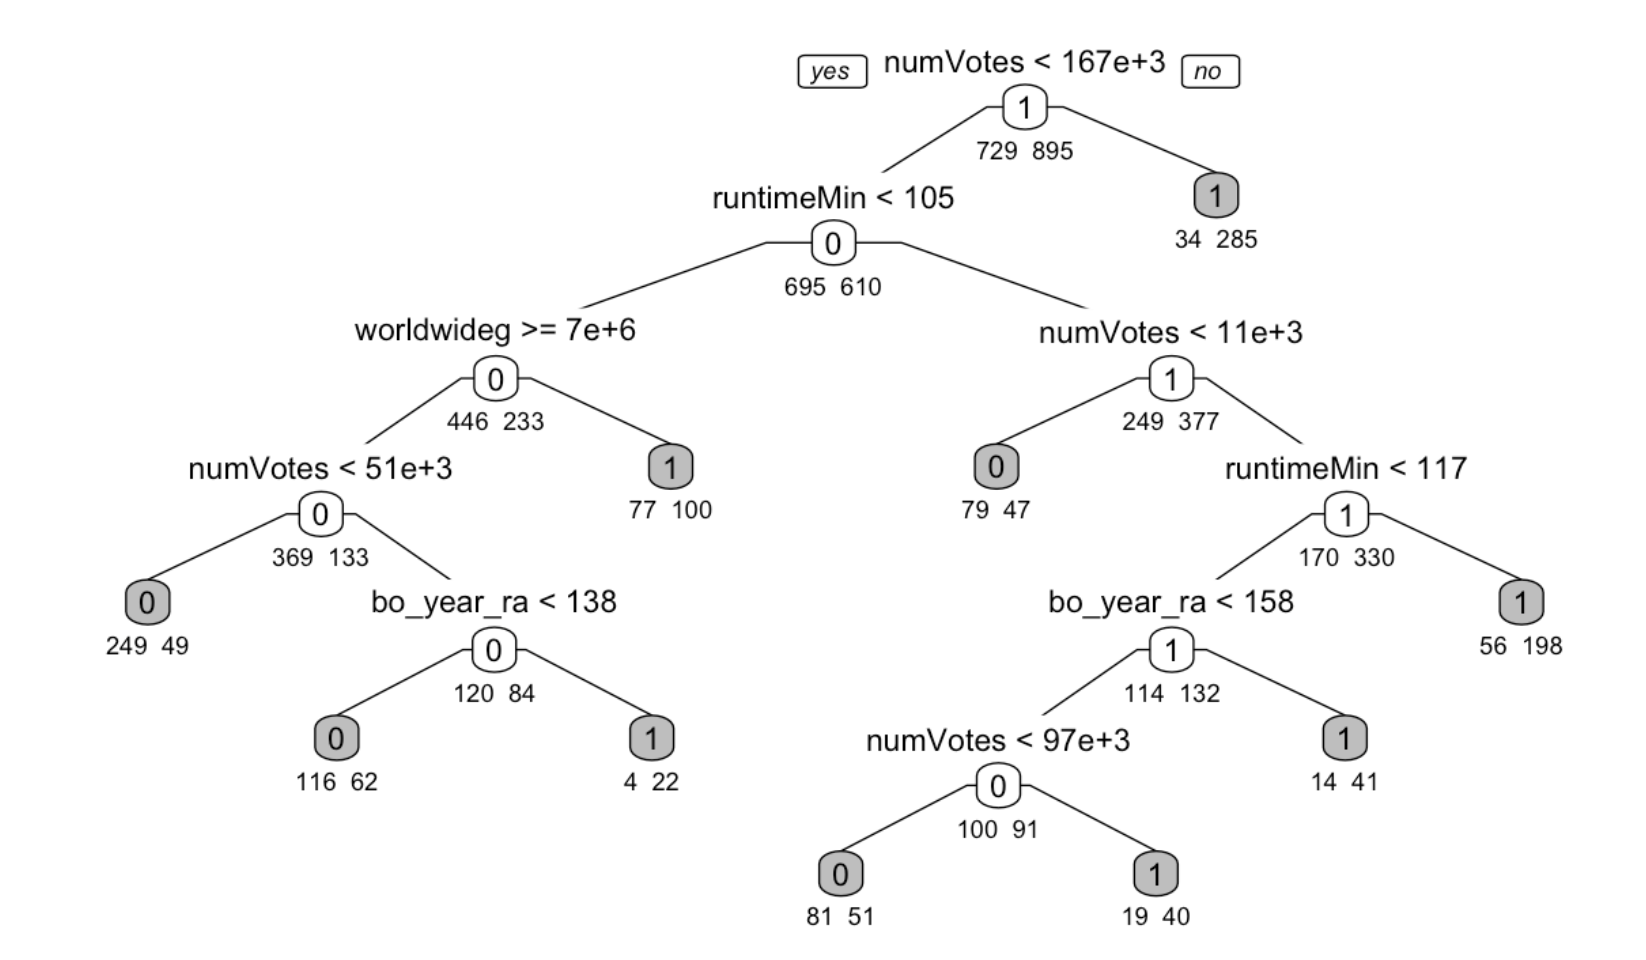 yes numVotes < 167e+3 no
1
729 895
runtimeMin < 105
1
0
34 285
695 610
worldwideg >= 7e+6 numVotes < 11e+3
0 1
446 233 249 377
numVotes < 51e+3 1 0 runtimeMin < 117
77 100 79 47
0 1
369 133 170 330
0 bo_year_ra < 138 bo_year_ra < 158 1
249 49 56 198
0 1
120 84 114 132
0 1 numVotes < 97e+3 1
116 62 4 22 14 41
0
100 91
0 1
81 51 19 40